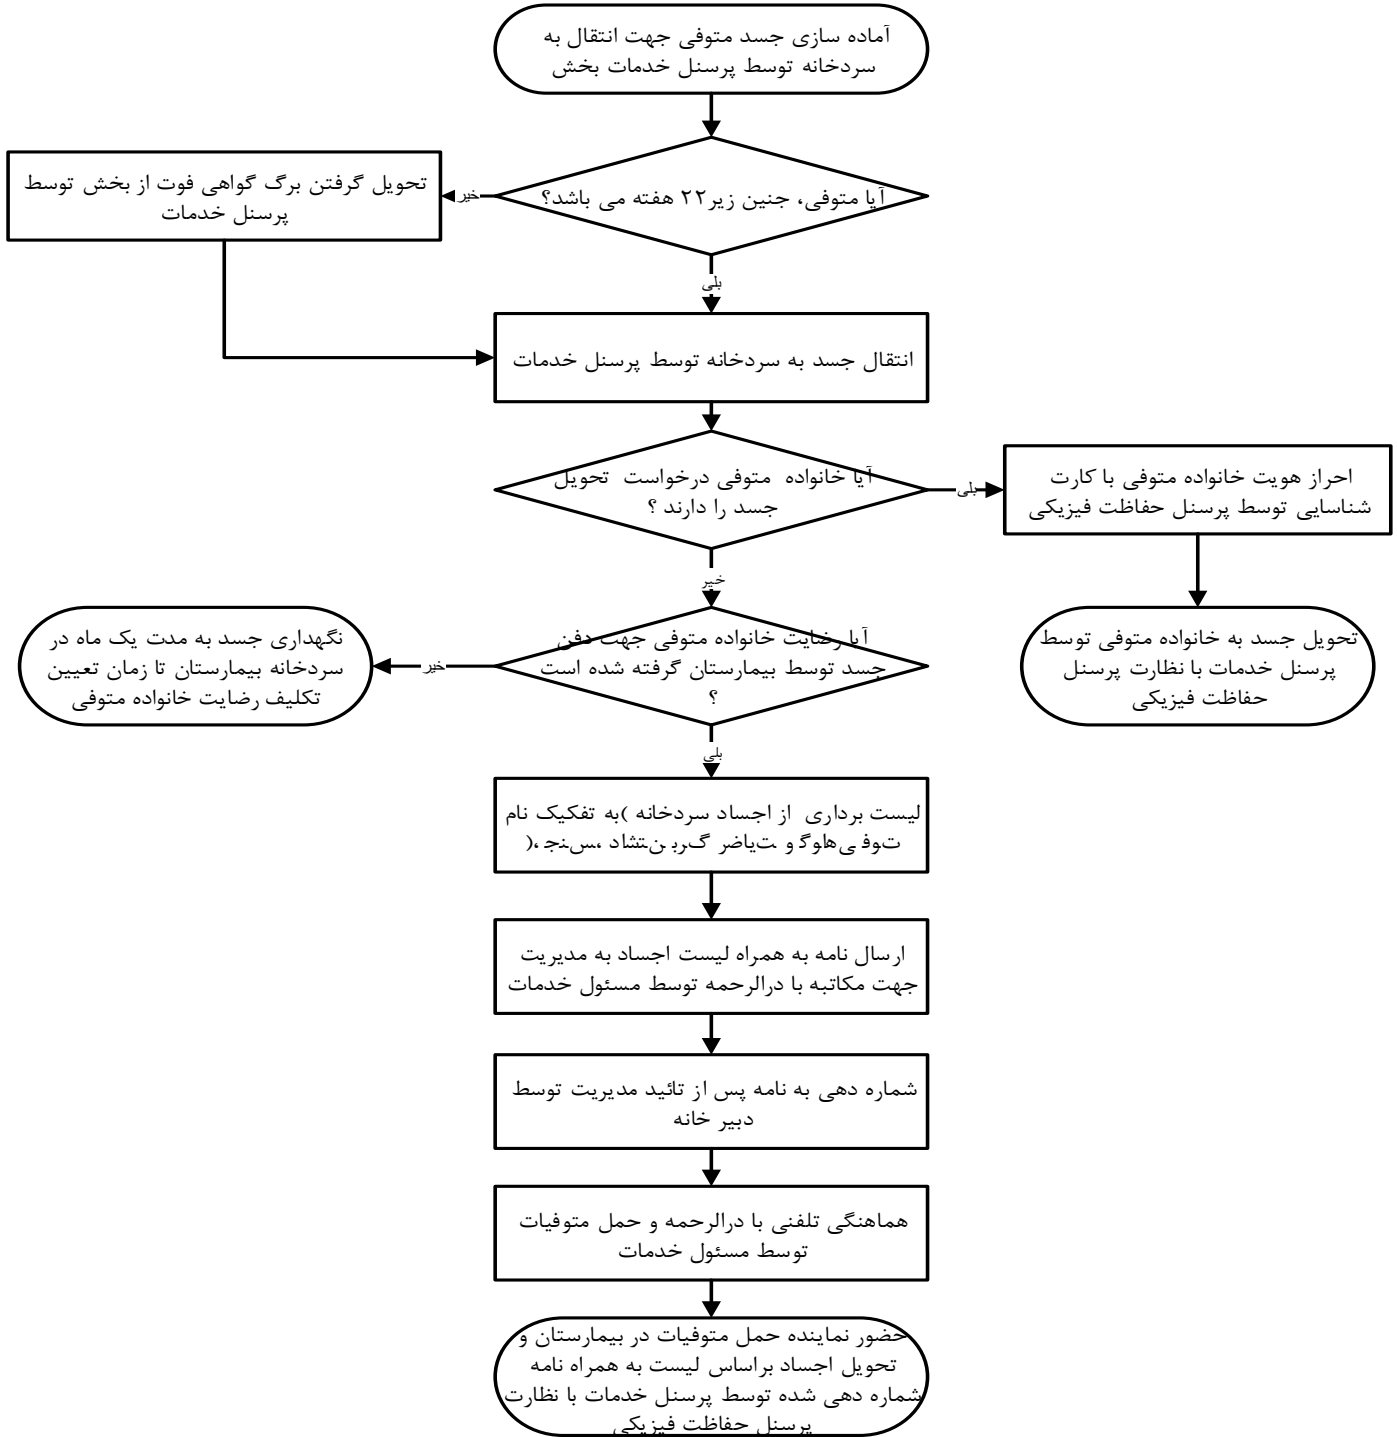 آماده سازی جسد متوفی جهت انتقال به
سردخانه توسط پرسنل خدمات بخش
آیا متوفی، جنین زیر۲۲ هفته می باشد؟
خیر
تحویل گرفتن برگ گواهی فوت از بخش توسط
پرسنل خدمات
بلی
انتقال جسد به سردخانه توسط پرسنل خدمات
آیا خانواده متوفی درخواست تحویل
جسد را دارند ؟
بلی
احراز هویت خانواده متوفی با کارت
شناسایی توسط پرسنل حفاظت فیزیکی
تحویل جسد به خانواده متوفی توسط
پرسنل خدمات با نظارت پرسنل
حفاظت فیزیکی
خیر
آیا رضایت خانواده متوفی جهت دفن
جسد توسط بیمارستان گرفته شده است
؟
خیر
نگهداری جسد به مدت یک ماه در
سردخانه بیمارستان تا زمان تعیین
تکلیف رضایت خانواده متوفی
بلی
لیست برداری از اجساد سردخانه )به تفکیک نام
ارسال نامه به همراه لیست اجساد به مدیریت
جهت مکاتبه با درالرحمه توسط مسئول خدمات
شماره دهی به نامه پس از تائید مدیریت توسط
دبیر خانه
هماهنگی تلفنی با درالرحمه و حمل متوفیات
توسط مسئول خدمات
حضور نماینده حمل متوفیات در بیمارستان و
تحویل اجساد براساس لیست به همراه نامه
شماره دهی شده توسط پرسنل خدمات با نظارت
پرسنل حفاظت فیزیکی